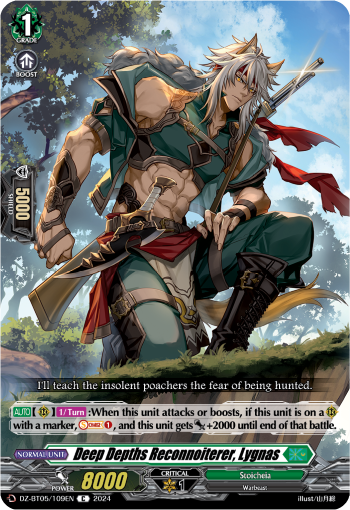 1
GRADE
BOOST
5000
SHIELD
I'll teach the insolent poachers the fear of being hunted.
AUTO 1/Turn :When this unit attacks or boosts, if this unit is on a
with a marker, 1, and this unit gets +2000 until end of that battle.
NORMAL UNIT
Deep Depths Reconnoiterer, Lygnas
POWER
8000
CRITICAL
1
Stoicheia
Warbeast
DZ-BT05/109EN C 2024
illust/山月総